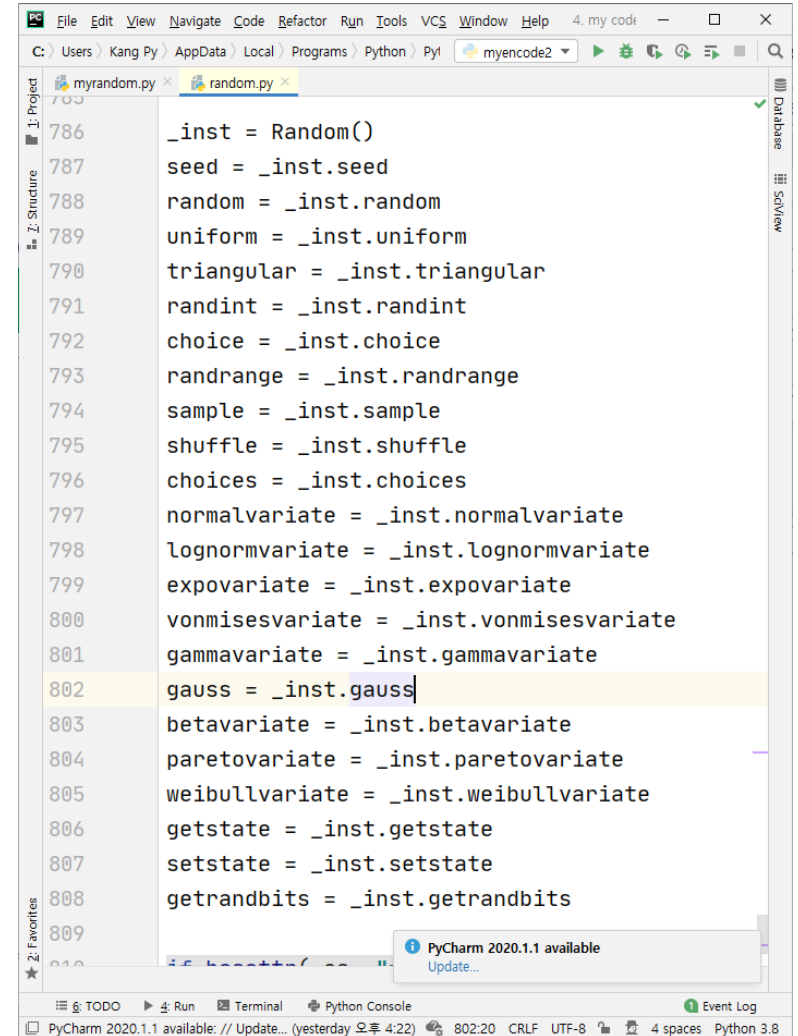 PC File Edit View Navigate Code Refactor Run Tools VCS Window Help 4. my code
C: Users Kang Py AppData Local Programs Python myencode2
myrandom.py random.py
1: Project
7: Structure
2: Favorites
Database
SciView
786 _inst = Random()
787 seed = _inst.seed
788 random = _inst.random
789 uniform = _inst.uniform
790 triangular = _inst.triangular
791 randint = _inst.randint
792 choice = _inst.choice
793 randrange = _inst.randrange
794 sample = _inst.sample
795 shuffle = _inst.shuffle
796 choices = _inst.choices
797 normalvariate = _inst.normalvariate
798 lognormvariate = _inst.lognormvariate
799 expovariate = _inst.expovariate
800 vonmisesvariate = _inst.vonmisesvariate
801 gammavariate = _inst.gammavariate
802 gauss = _inst.gauss
803 betavariate = _inst.betavariate
804 paretovariate = _inst.paretovariate
805 weibullvariate = _inst.weibullvariate
806 getstate = _inst.getstate
807 setstate = _inst.setstate
808 getrandbits = _inst.getrandbits
809
PyCharm 2020.1.1 available
Update...
6: TODO 4: Run Terminal Python Console 1 Event Log
PyCharm 2020.1.1 available: // Update... (yesterday 오후 4:22) 802:20 CRLF UTF-8 4 spaces Python 3.8